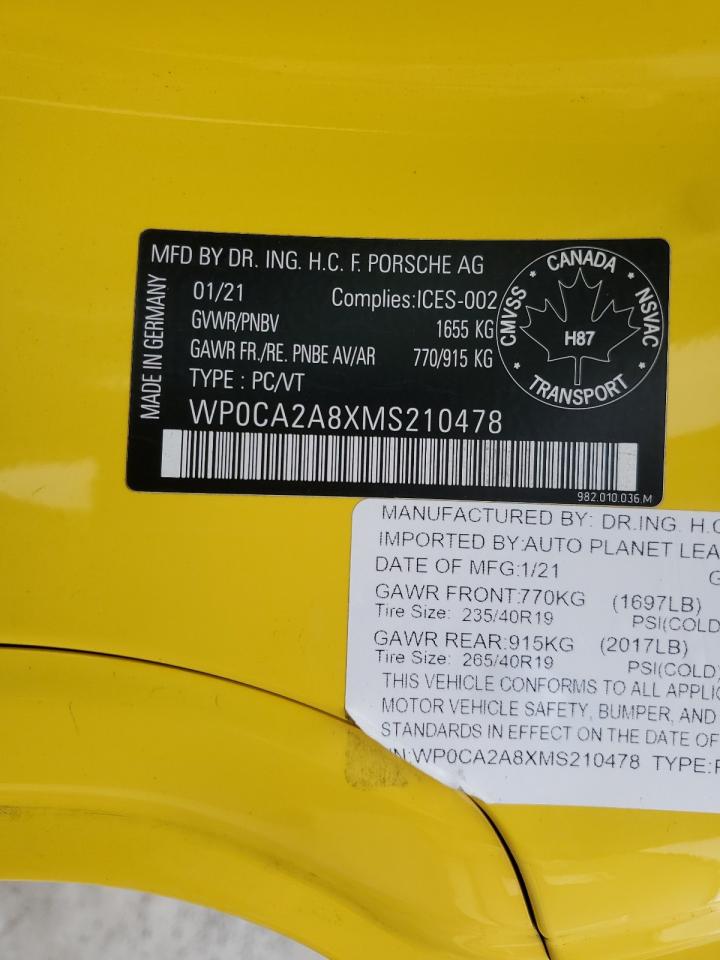 MFD BY DR. ING. H.C. F. PORSCHE AG
MADE IN GERMANY
01/21 Complies:ICES-002
GVWR/PNBV 1655 KG
GAWR FR./RE. PNBE AV/AR 770/915 KG
TYPE : PC/VT
WP0CA2A8XMS210478
CANADA
CMVSS
NSVAC
H87
TRANSPORT
982.010.036.M
MANUFACTURED BY: DR.ING. H.C
IMPORTED BY:AUTO PLANET LEA
DATE OF MFG:1/21 G
GAWR FRONT:770KG (1697LB)
Tire Size: 235/40R19 PSI(COLD)
GAWR REAR:915KG (2017LB)
Tire Size: 265/40R19 PSI(COLD)
THIS VEHICLE CONFORMS TO ALL APPLIC
MOTOR VEHICLE SAFETY, BUMPER, AND
STANDARDS IN EFFECT ON THE DATE OF
IN:WP0CA2A8XMS210478 TYPE:P